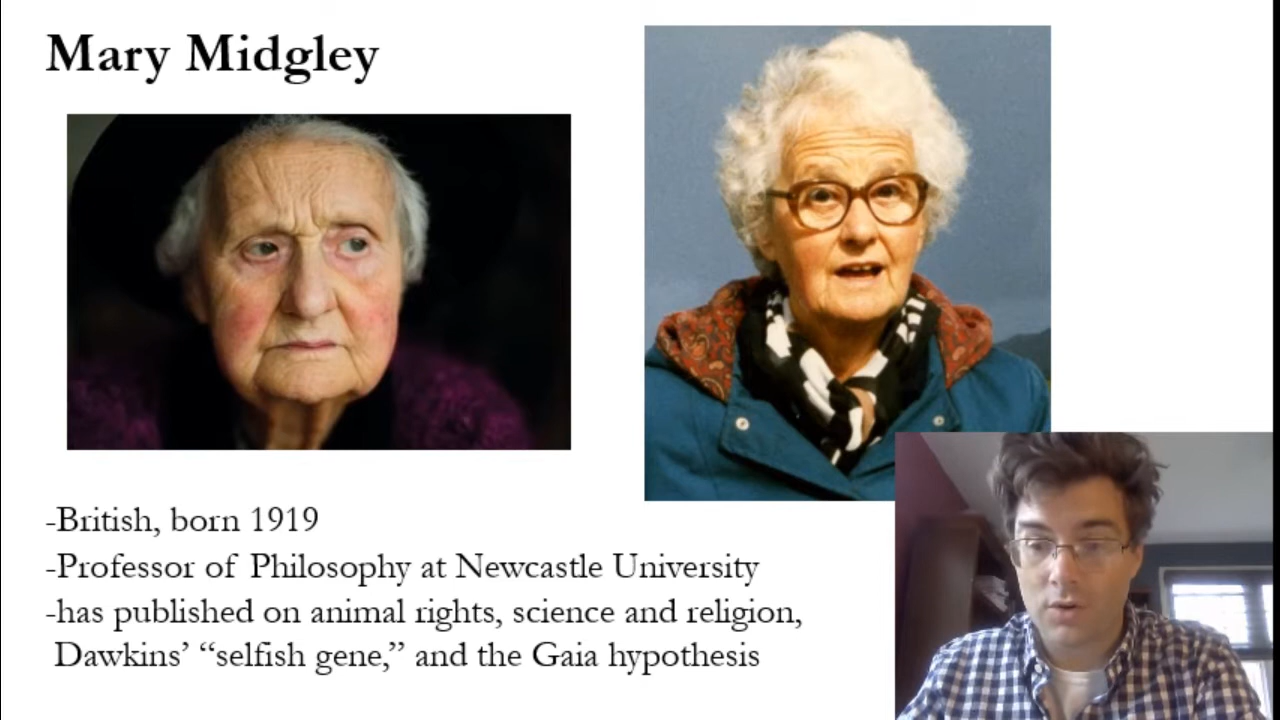 Mary Midgley
-British, born 1919
-Professor of Philosophy at Newcastle University
-has published on animal rights, science and religion,
Dawkins’ “selfish gene,” and the Gaia hypothesis